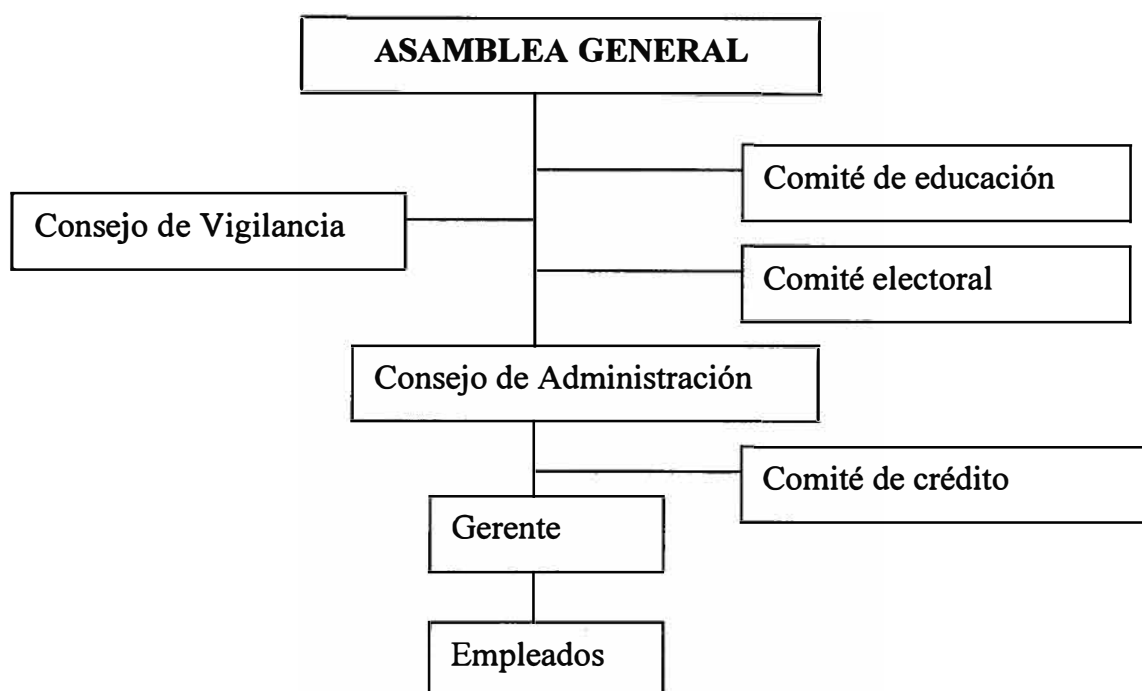 ASAMBLEA GENERAL
Comité de educación
Consejo de Vigilancia
Comité electoral
Consejo de Administración
Comité de crédito
Gerente
Empleados